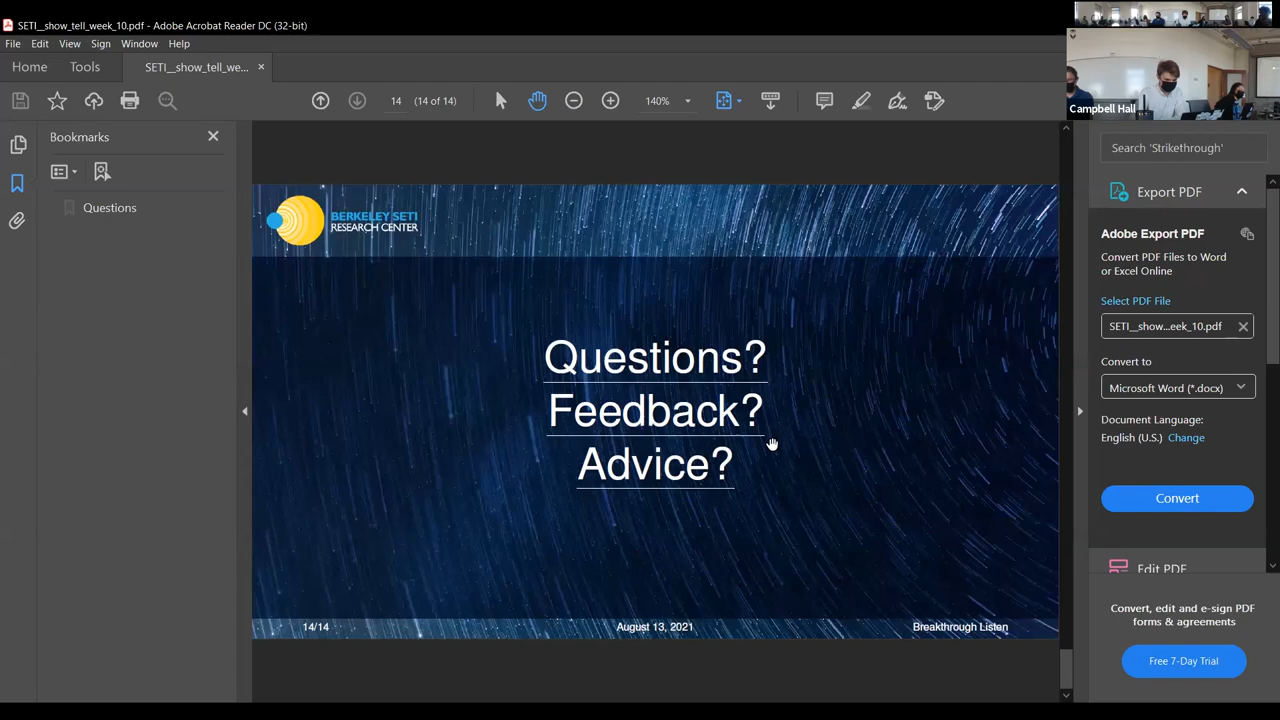 SETI__show_tell_week_10.pdf - Adobe Acrobat Reader DC (32-bit)
File Edit View Sign Window Help
Home Tools SETI__show_tell_we... ×
14 (14 of 14) 140%
Campbell Hall
Bookmarks
Questions
BERKELEY SETI
RESEARCH CENTER
Questions?
Feedback?
Advice?
14/14 August 13, 2021 Breakthrough Listen
Search 'Strikethrough'
Export PDF
Adobe Export PDF
Convert PDF Files to Word
or Excel Online
Select PDF File
SETI__show...eek_10.pdf
Convert to
Microsoft Word (*.docx)
Document Language:
English (U.S.) Change
Convert
Edit PDF
Convert, edit and e-sign PDF
forms & agreements
Free 7-Day Trial